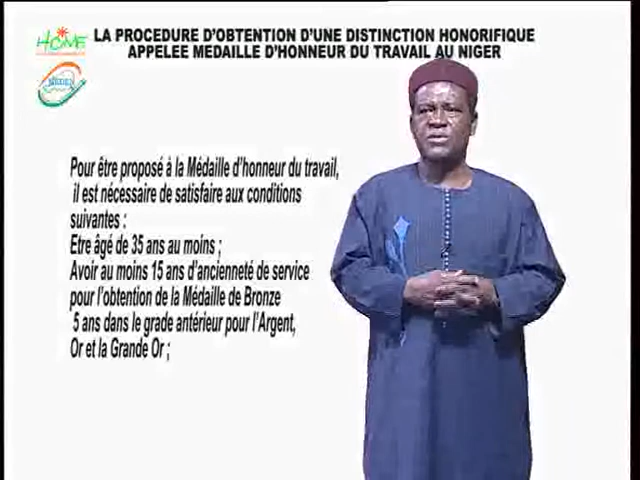 LA PROCEDURE D'OBTENTION D'UNE DISTINCTION HONORIFIQUE
APPELEE MEDAILLE D'HONNEUR DU TRAVAIL AU NIGER
HOME
Pour être proposé à la Médaille d'honneur du travail,
il est nécessaire de satisfaire aux conditions
suivantes :
Etre âgé de 35 ans au moins ;
Avoir au moins 15 ans d'ancienneté de service
pour l'obtention de la Médaille de Bronze
5 ans dans le grade antérieur pour l'Argent,
Or et la Grande Or ;